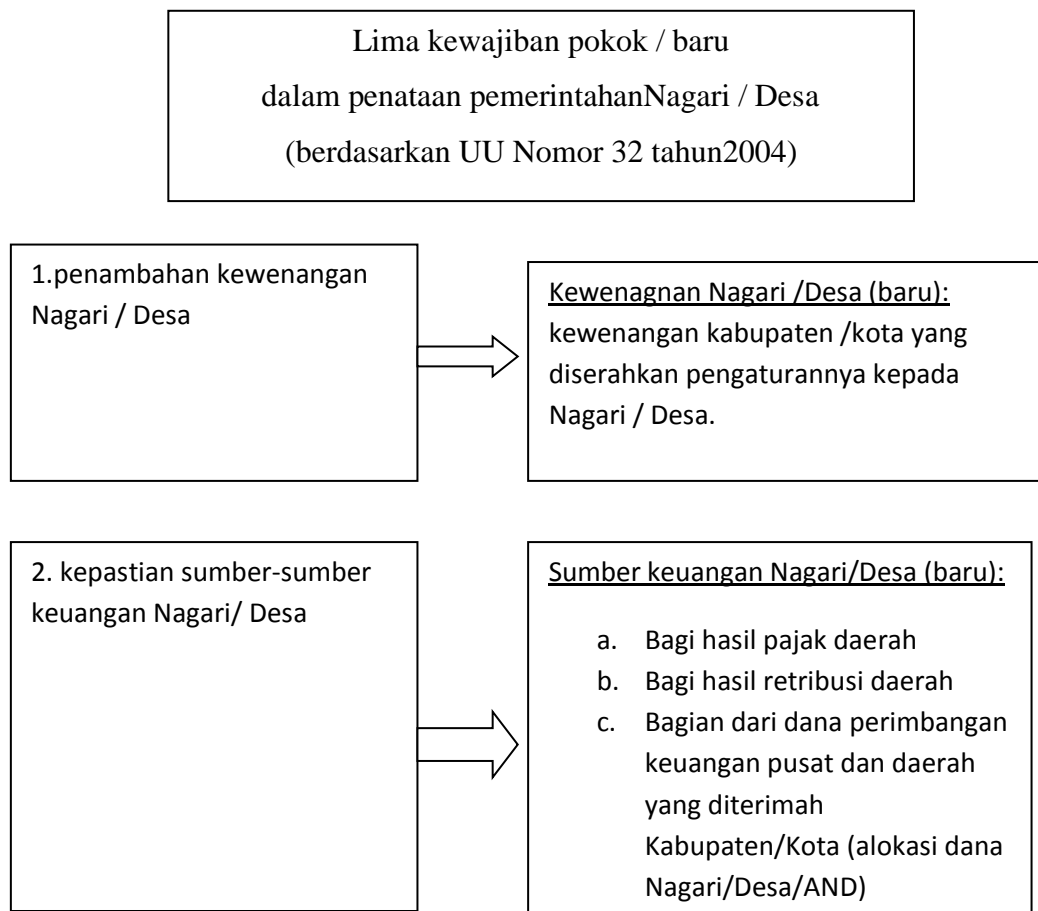 Lima kewajiban pokok / baru
dalam penataan pemerintahanNagari / Desa
(berdasarkan UU Nomor 32 tahun2004)
1.penambahan kewenangan
Nagari / Desa
Kewenagnan Nagari /Desa (baru):
kewenangan kabupaten /kota yang
diserahkan pengaturannya kepada
Nagari / Desa.
2. kepastian sumber-sumber
keuangan Nagari/ Desa
Sumber keuangan Nagari/Desa (baru):
a. Bagi hasil pajak daerah
b. Bagi hasil retribusi daerah
c. Bagian dari dana perimbangan
keuangan pusat dan daerah
yang diterimah
Kabupaten/Kota (alokasi dana
Nagari/Desa/AND)